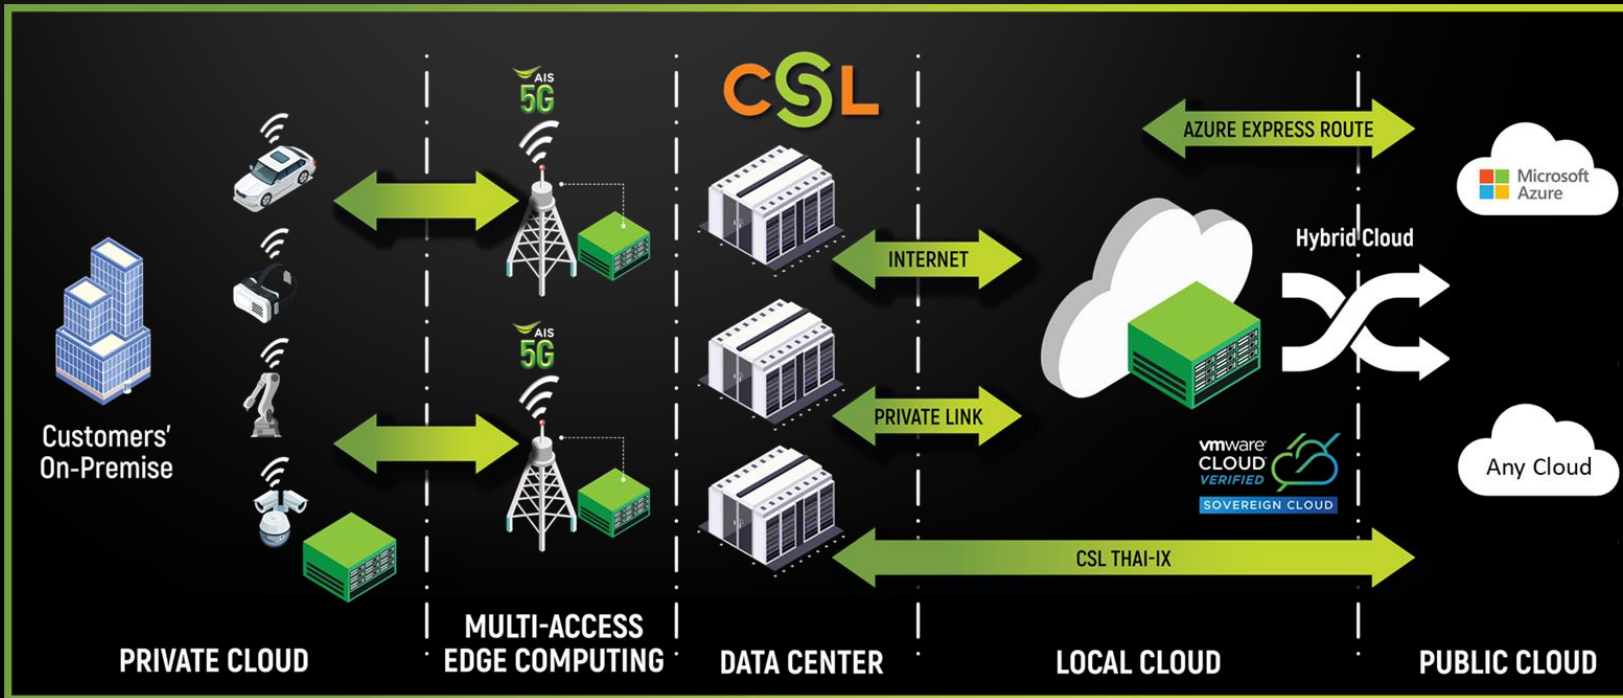 AIS
5G
CSL
AZURE EXPRESS ROUTE
Microsoft
Azure
INTERNET
Hybrid Cloud
AIS
5G
PRIVATE LINK
Customers'
On-Premise
vmware
CLOUD
VERIFIED
SOVEREIGN CLOUD
Any Cloud
CSL THAI-IX
PRIVATE CLOUD
MULTI-ACCESS
EDGE COMPUTING
DATA CENTER
LOCAL CLOUD
PUBLIC CLOUD